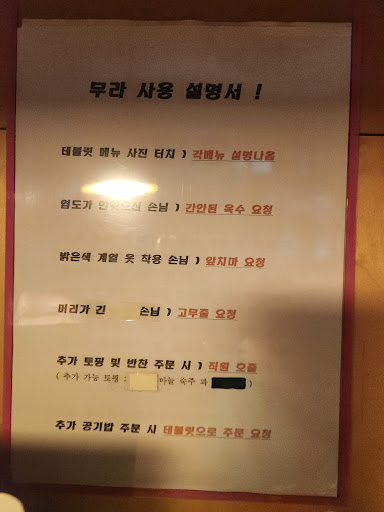 무라 사용 설명서 !
테블릿 메뉴 사진 터치 ) 각메뉴 설명나옴
염도가 손님 ) 간안된 육수 요청
밝은색 계열 옷 착용 손님 ) 앞치마 요청
머리가 긴 손님 ) 고무줄 요청
추가 토핑 및 반찬 주문 시 ) 직원 호출
( 추가 가능 토핑 : 마늘 숙주 파 )
추가 공기밥 주문 시 테블릿으로 주문 요청